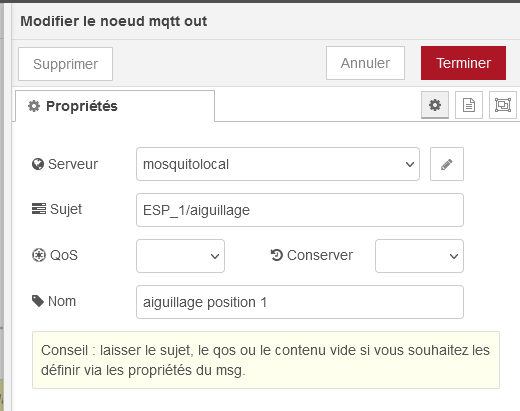 Modifier le noeud mqtt out
Supprimer
Annuler
Terminer
Propriétés
Serveur
mosquitolocal
Sujet
ESP_1/aiguillage
QoS
Conserver
Nom
aiguillage position 1
Conseil : laisser le sujet, le qos ou le contenu vide si vous souhaitez les
définir via les propriétés du msg.